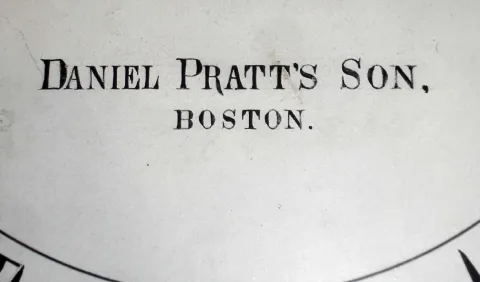 DANIEL PRATT'S SON,
BOSTON.